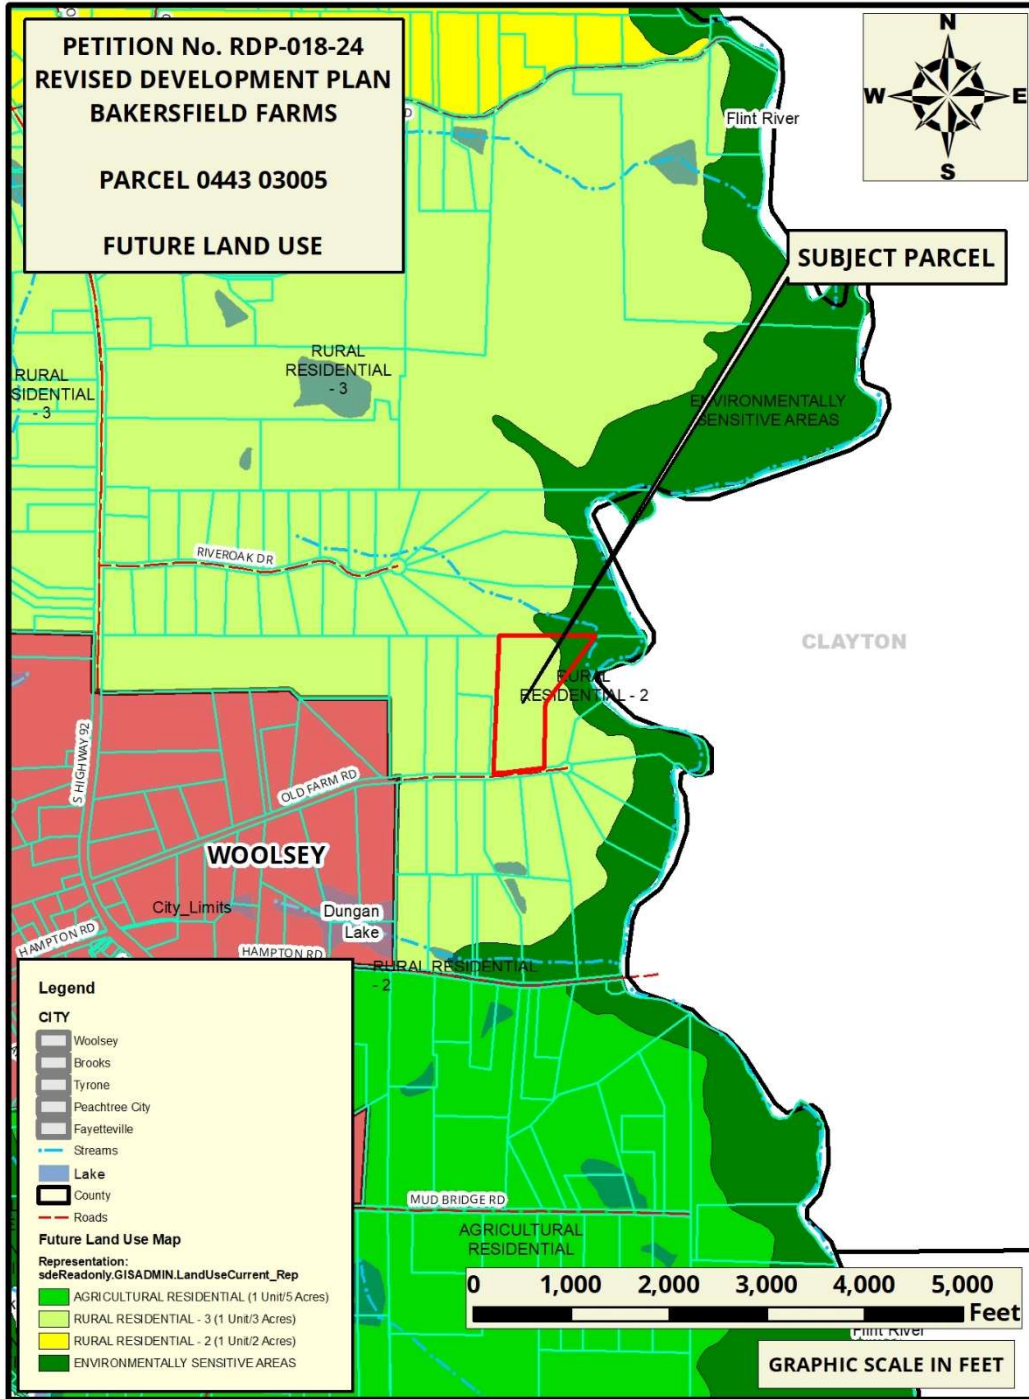 PETITION No. RDP-018-24
REVISED DEVELOPMENT PLAN
BAKERSFIELD FARMS
PARCEL 0443 03005
FUTURE LAND USE
N
W
E
S
Flint River
SUBJECT PARCEL
RURAL
RESIDENTIAL
- 3
RURAL
SIDENTIAL
- 3
ENVIRONMENTALLY
SENSITIVE AREAS
RIVEROAK DR
CLAYTON
RURAL
RESIDENTIAL - 2
S HIGHWAY 92
OLD FARM RD
WOOLSEY
City_Limits
Dungan
Lake
HAMPTON RD
HAMPTON RD
RURAL RESIDENTIAL
- 2
Legend
CITY
Woolsey
Brooks
Tyrone
Peachtree City
Fayetteville
Streams
Lake
County
Roads
Future Land Use Map
Representation:
sdeReadonly.GISADMIN.LandUseCurrent_Rep
AGRICULTURAL RESIDENTIAL (1 Unit/5 Acres)
RURAL RESIDENTIAL - 3 (1 Unit/3 Acres)
RURAL RESIDENTIAL - 2 (1 Unit/2 Acres)
ENVIRONMENTALLY SENSITIVE AREAS
MUD BRIDGE RD
AGRICULTURAL
RESIDENTIAL
0 1,000 2,000 3,000 4,000 5,000
Feet
Flint River
GRAPHIC SCALE IN FEET